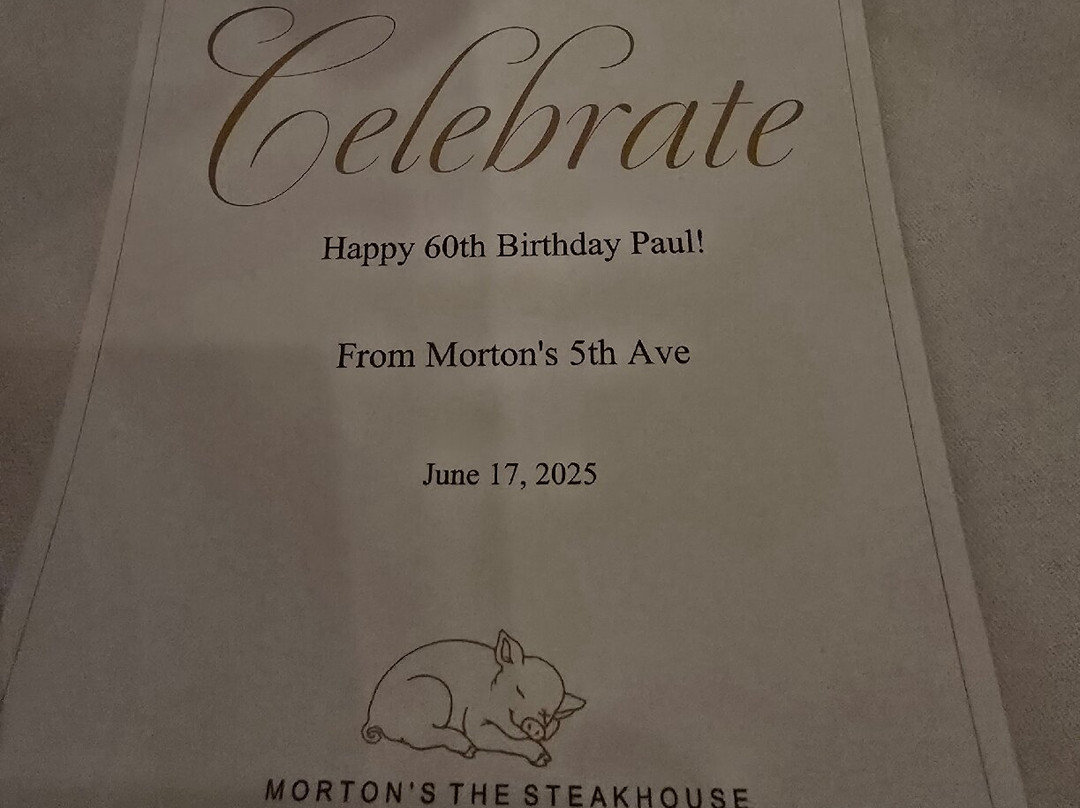 Celebrate
Happy 60th Birthday Paul!
From Morton's 5th Ave
June 17, 2025
MORTON'S THE STEAKHOUSE